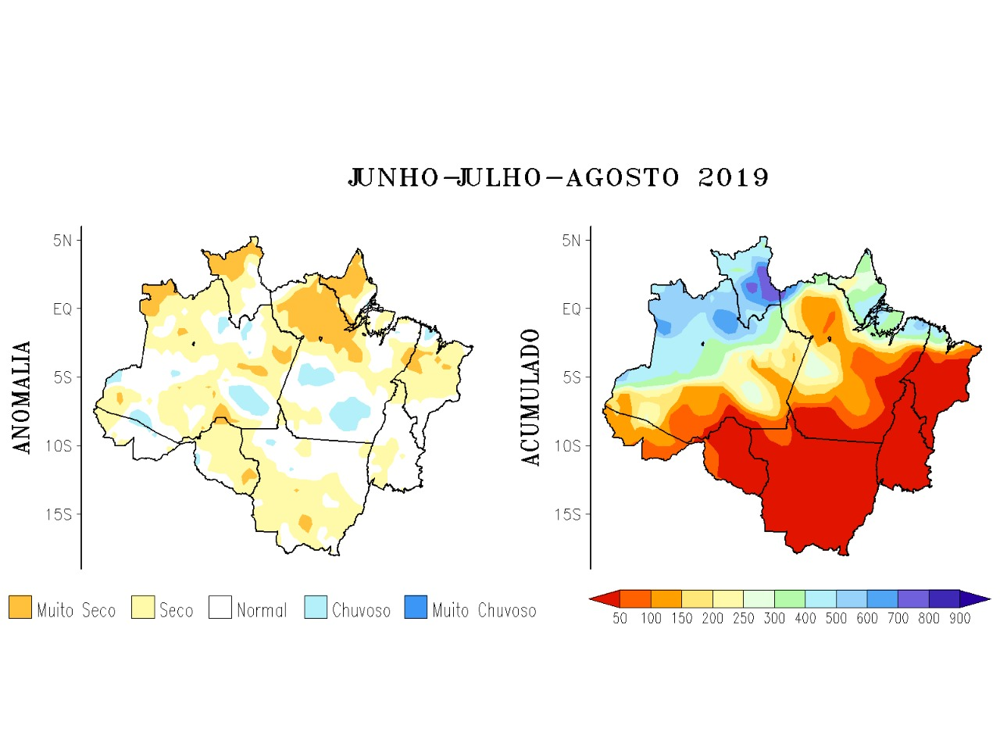 JUNHO-JULHO-AGOSTO 2019
ANOMALIA
5N
EQ
5S
10S
15S
Muito Seco
Seco
Normal
Chuvoso
Muito Chuvoso
ACUMULADO
5N
EQ
5S
10S
15S
50 100 150 200 250 300 400 500 600 700 800 900